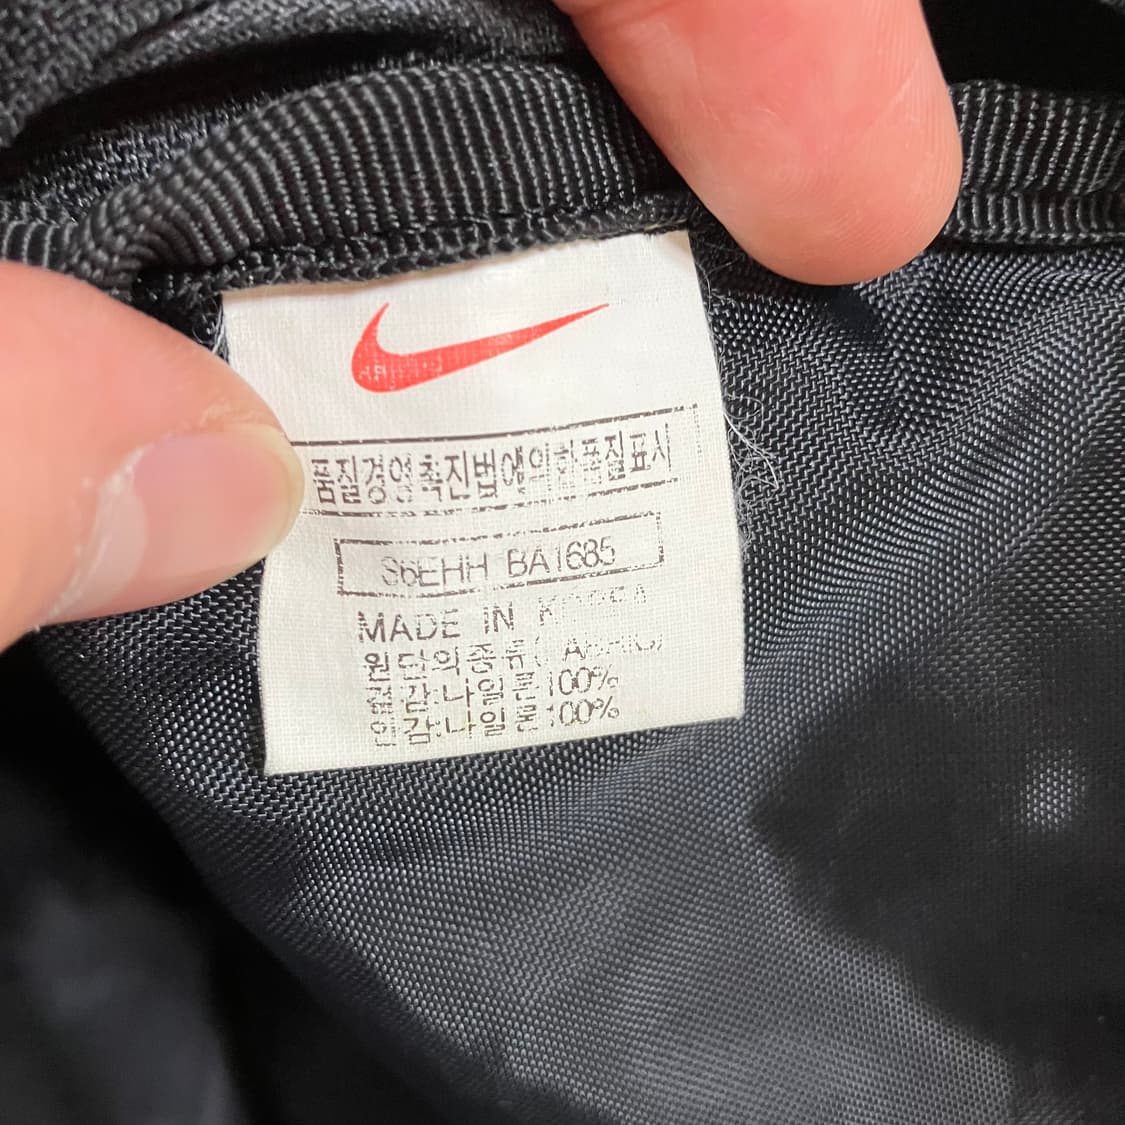 품질경영촉진법에의한품질표시
S6EHH BA1685
MADE IN KOREA
원단의종류(FABRIC)
겉감:나일론100%
안감:나일론100%